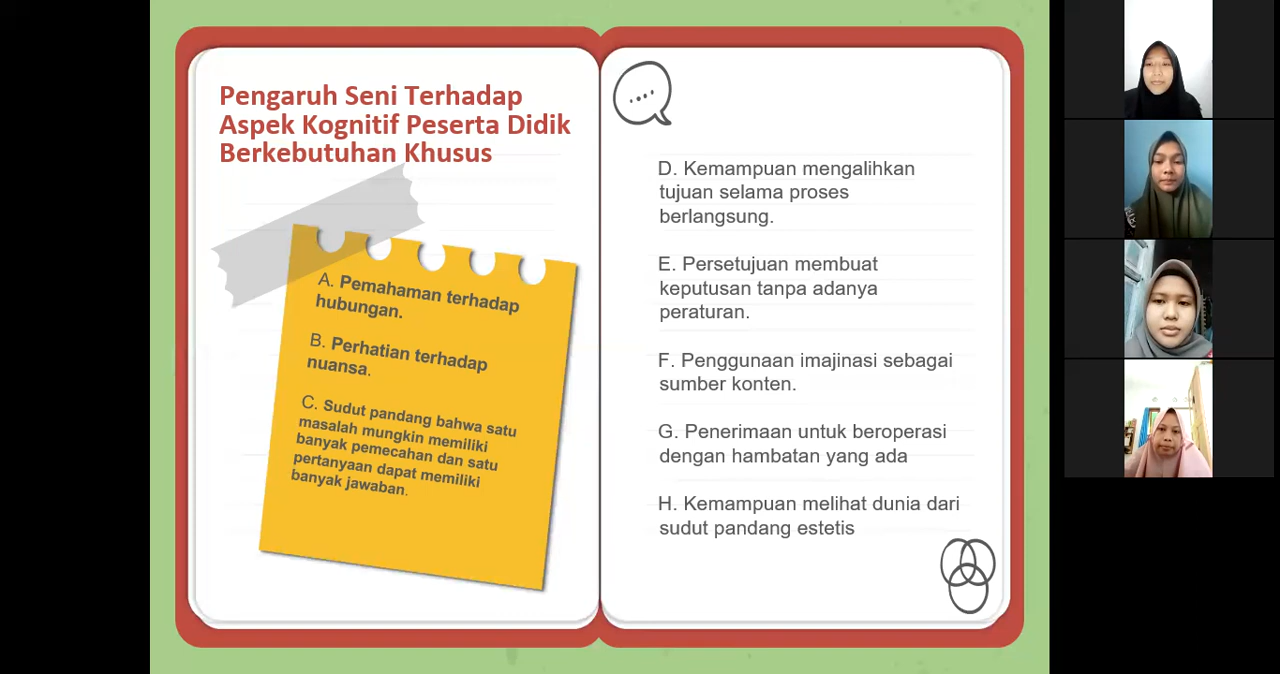 Pengaruh Seni Terhadap
Aspek Kognitif Peserta Didik
Berkebutuhan Khusus
A. Pemahaman terhadap
hubungan.
B. Perhatian terhadap
nuansa.
C. Sudut pandang bahwa satu
masalah mungkin memiliki
banyak pemecahan dan satu
pertanyaan dapat memiliki
banyak jawaban.
D. Kemampuan mengalihkan
tujuan selama proses
berlangsung.
E. Persetujuan membuat
keputusan tanpa adanya
peraturan.
F. Penggunaan imajinasi sebagai
sumber konten.
G. Penerimaan untuk beroperasi
dengan hambatan yang ada
H. Kemampuan melihat dunia dari
sudut pandang estetis